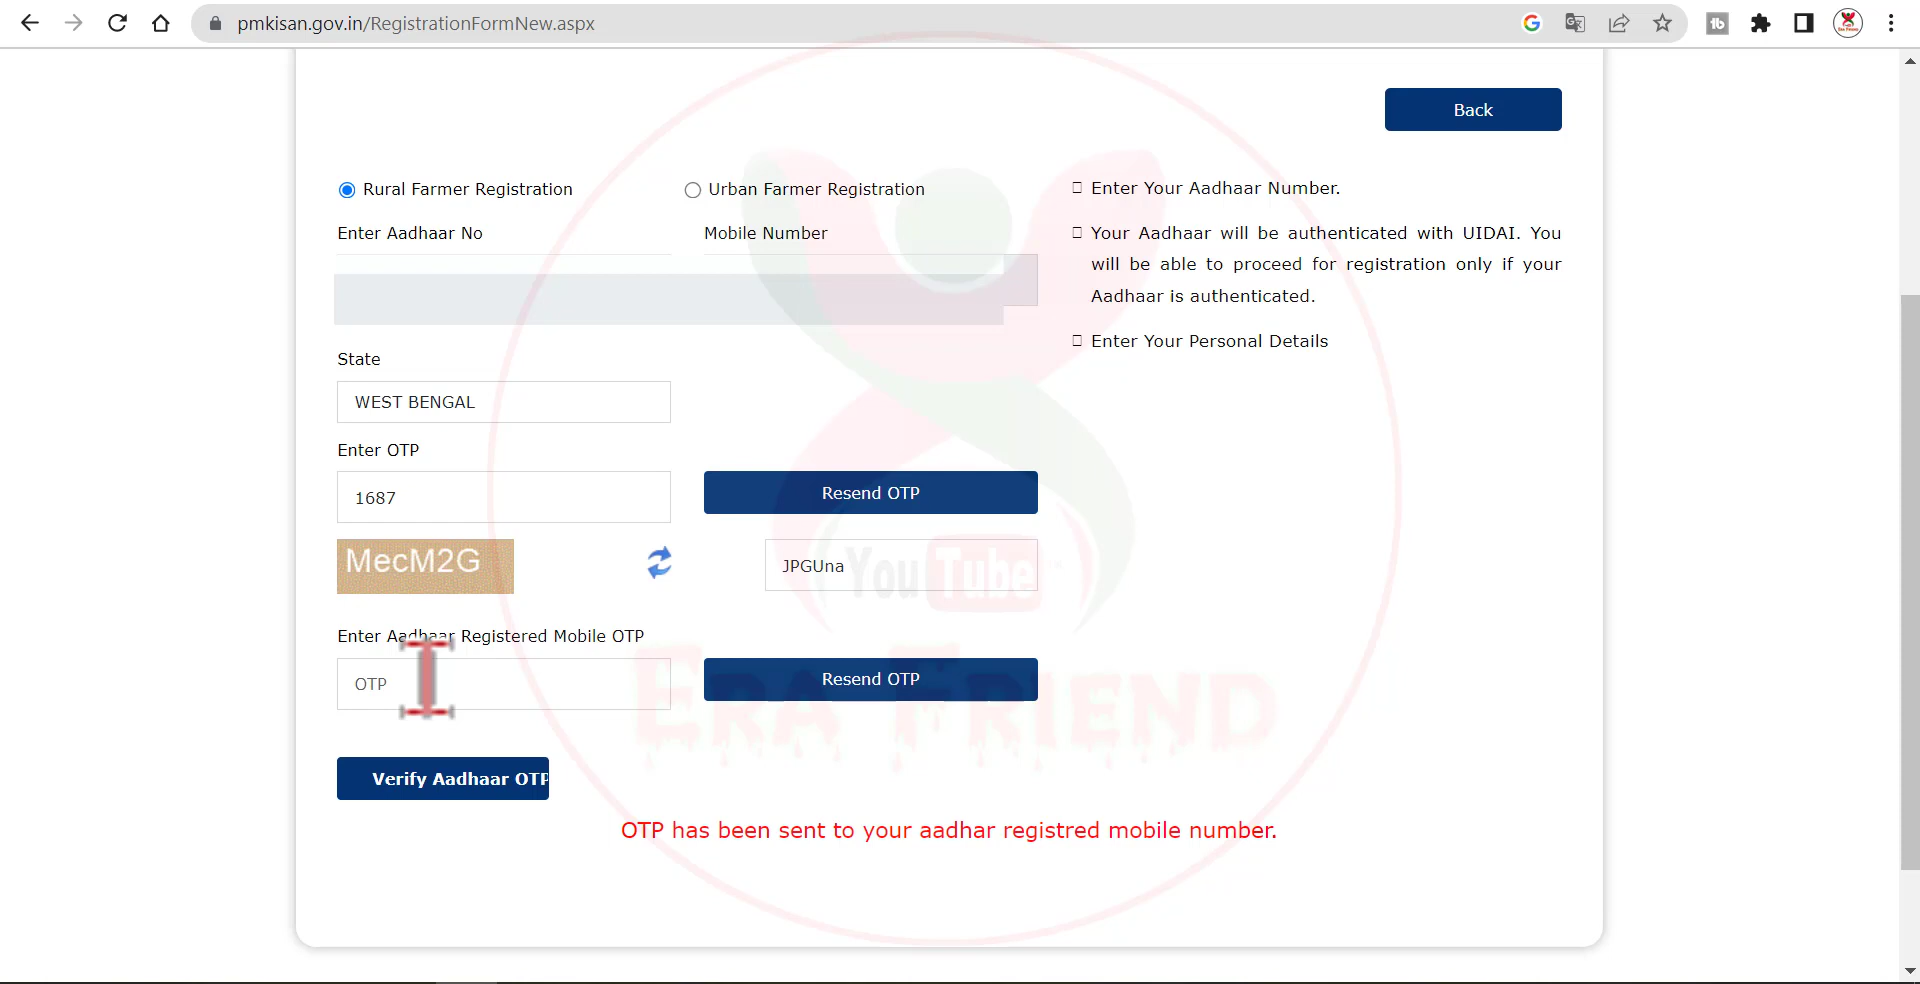 pmkisan.gov.in/RegistrationFormNew.aspx
Back
Rural Farmer Registration
Urban Farmer Registration
Enter Aadhaar No
Mobile Number
State
WEST BENGAL
Enter OTP
1687
Resend OTP
MecM2G
JPGUna
Enter Aadhaar Registered Mobile OTP
OTP
Resend OTP
Verify Aadhaar OTP
OTP has been sent to your aadhar registred mobile number.
Enter Your Aadhaar Number.
Your Aadhaar will be authenticated with UIDAI. You
will be able to proceed for registration only if your
Aadhaar is authenticated.
Enter Your Personal Details
YouTube
ERA FRIEND